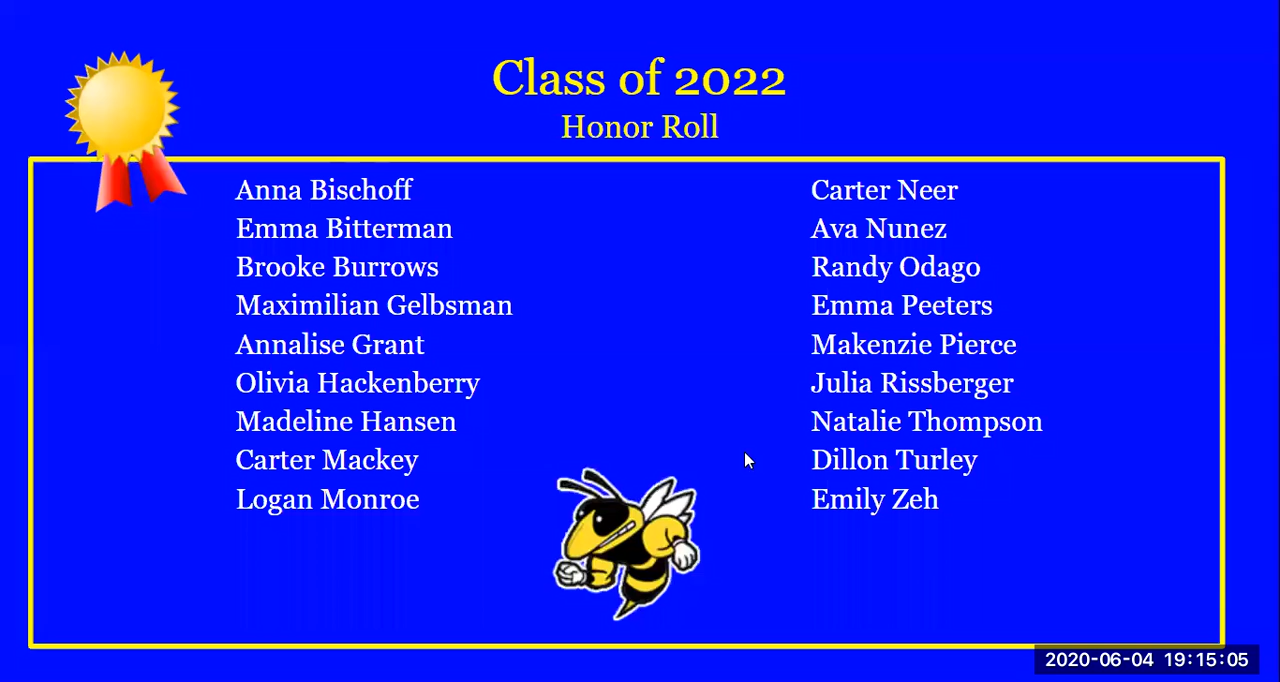 Class of 2022
Honor Roll
Anna Bischoff
Emma Bitterman
Brooke Burrows
Maximilian Gelbsman
Annalise Grant
Olivia Hackenberry
Madeline Hansen
Carter Mackey
Logan Monroe
Carter Neer
Ava Nunez
Randy Odago
Emma Peeters
Makenzie Pierce
Julia Rissberger
Natalie Thompson
Dillon Turley
Emily Zeh
2020-06-04 19:15:05